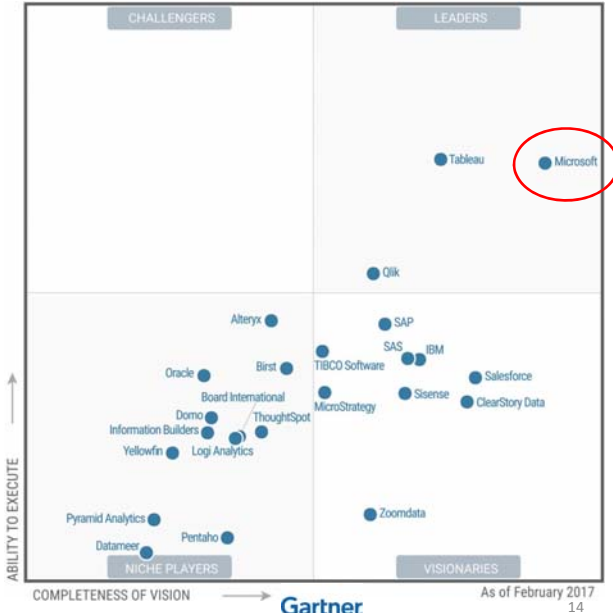 CHALLENGERS
LEADERS
Tableau
Microsoft
Qlik
Alteryx
SAP
TIBCO Software
SAS
IBM
Birst
Oracle
Salesforce
Board International
MicroStrategy
Sisense
ClearStory Data
Domo
ThoughtSpot
Information Builders
Logi Analytics
Yellowfin
Pyramid Analytics
Zoomdata
Pentaho
Datameer
NICHE PLAYERS
VISIONARIES
ABILITY TO EXECUTE
COMPLETENESS OF VISION
As of February 2017
Gartner
14